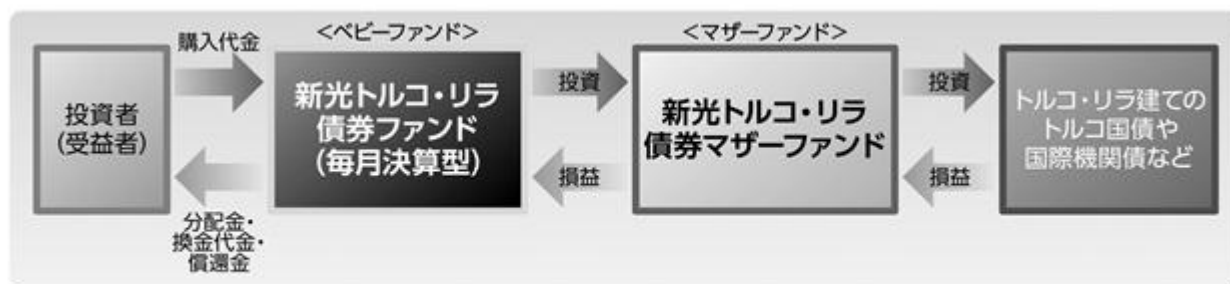 投資者
(受益者)
購入代金
分配金・
換金代金・
償還金
<ベビーファンド>
新光トルコ・リラ
債券ファンド
(毎月決算型)
投資
損益
<マザーファンド>
新光トルコ・リラ
債券マザーファンド
投資
損益
トルコ・リラ建ての
トルコ国債や
国際機関債など